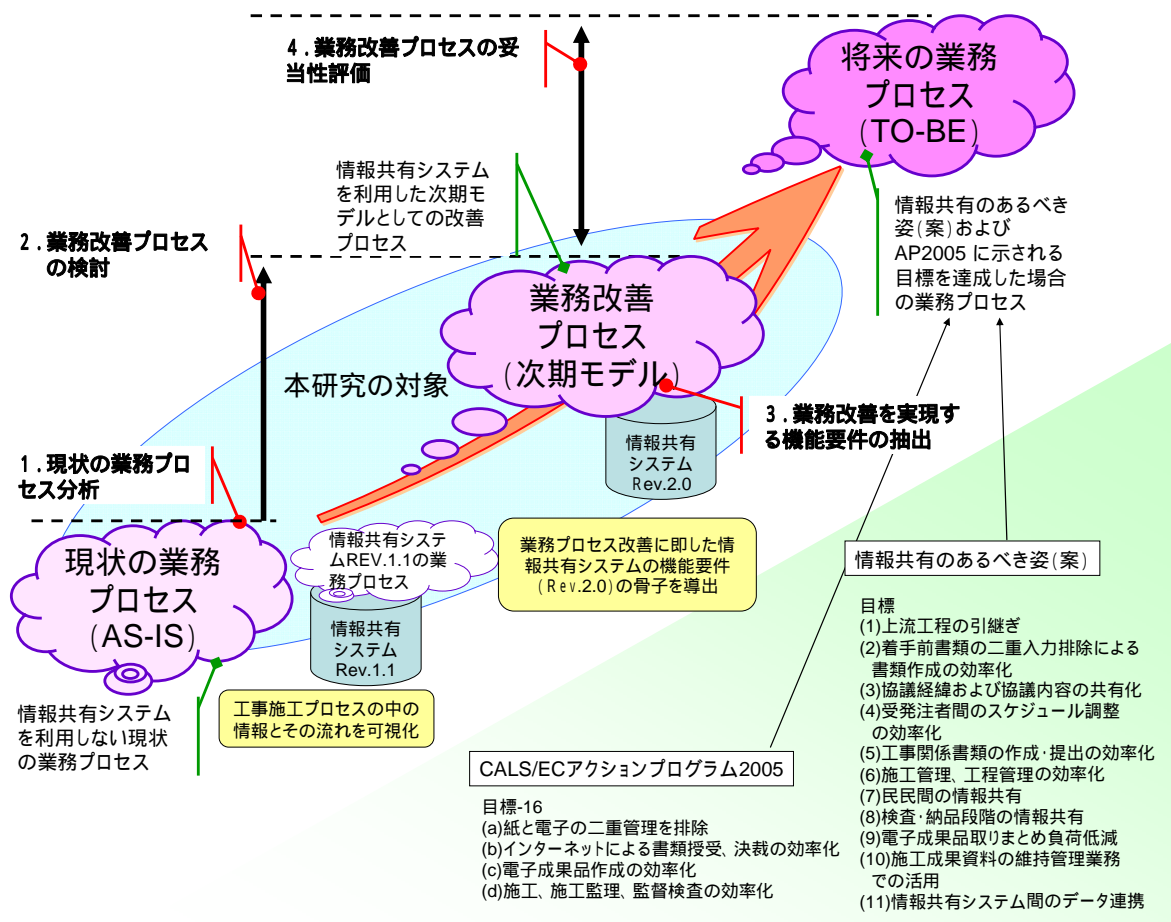 4．業務改善プロセスの妥
当性評価
将来の業務
プロセス
(TO-BE)
情報共有システム
を利用した次期モ
デルとしての改善
プロセス
情報共有のあるべき
姿(案)および
AP2005 に示される
目標を達成した場合
の業務プロセス
2．業務改善プロセス
の検討
業務改善
プロセス
(次期モデル)
本研究の対象
3．業務改善を実現す
る機能要件の抽出
情報共有
システム
Rev.2.0
1．現状の業務プロ
セス分析
現状の業務
プロセス
(AS-IS)
情報共有システ
ムREV.1.1の業
務プロセス
情報共有
システム
Rev.1.1
業務プロセス改善に即した情
報共有システムの機能要件
(Rev.2.0)の骨子を導出
情報共有システム
を利用しない現状
の業務プロセス
工事施工プロセスの中の
情報とその流れを可視化
CALS/ECアクションプログラム2005
目標-16
(a)紙と電子の二重管理を排除
(b)インターネットによる書類授受、決裁の効率化
(c)電子成果品作成の効率化
(d)施工、施工監理、監督検査の効率化
情報共有のあるべき姿(案)
目標
(1)上流工程の引継ぎ
(2)着手前書類の二重入力排除による
書類作成の効率化
(3)協議経緯および協議内容の共有化
(4)受発注者間のスケジュール調整
の効率化
(5)工事関係書類の作成・提出の効率化
(6)施工管理、工程管理の効率化
(7)民民間の情報共有
(8)検査・納品段階の情報共有
(9)電子成果品取りまとめ負荷低減
(10)施工成果資料の維持管理業務
での活用
(11)情報共有システム間のデータ連携